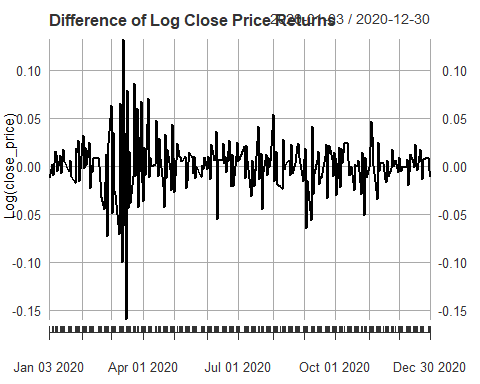 Difference of Log Close Price Returns
2020-01-03 / 2020-12-30
Log(close_price)
0.10 0.10
0.05 0.05
0.00 0.00
-0.05 -0.05
-0.10 -0.10
-0.15 -0.15
Jan 03 2020 Apr 01 2020 Jul 01 2020 Oct 01 2020 Dec 30 2020